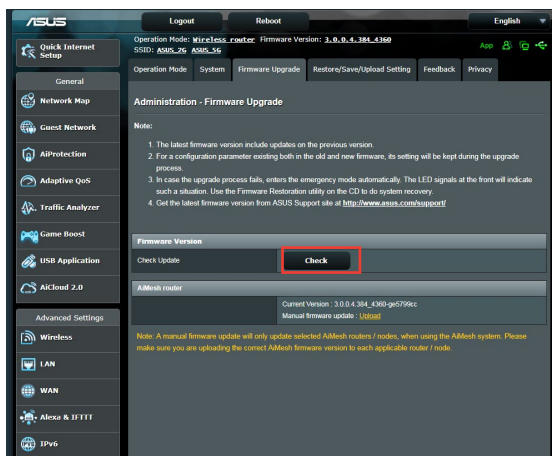 ASUS
Logout
Reboot
English
Operation Mode: Wireless router Firmware Version: 3.0.0.4.384_4360
SSID: ASUS_2G ASUS_5G
App
Quick Internet
Setup
Operation Mode
System
Firmware Upgrade
Restore/Save/Upload Setting
Feedback
Privacy
General
Network Map
Guest Network
AiProtection
Adaptive QoS
Traffic Analyzer
Game Boost
USB Application
AiCloud 2.0
Advanced Settings
Wireless
LAN
WAN
Alexa & IFTTT
IPv6
Administration - Firmware Upgrade
Note:
1. The latest firmware version include updates on the previous version.
2. For a configuration parameter existing both in the old and new firmware, its setting will be kept during the upgrade
process.
3. In case the upgrade process fails, enters the emergency mode automatically. The LED signals at the front will indicate
such a situation. Use the Firmware Restoration utility on the CD to do system recovery.
4. Get the latest firmware version from ASUS Support site at http://www.asus.com/support/
Firmware Version
Check Update
Check
AiMesh router
Current Version : 3.0.0.4.384_4360-ge5799cc
Manual firmware update : Upload
Note: A manual firmware update will only update selected AiMesh routers / nodes, when using the AiMesh system. Please
make sure you are uploading the correct AiMesh firmware version to each applicable router / node.